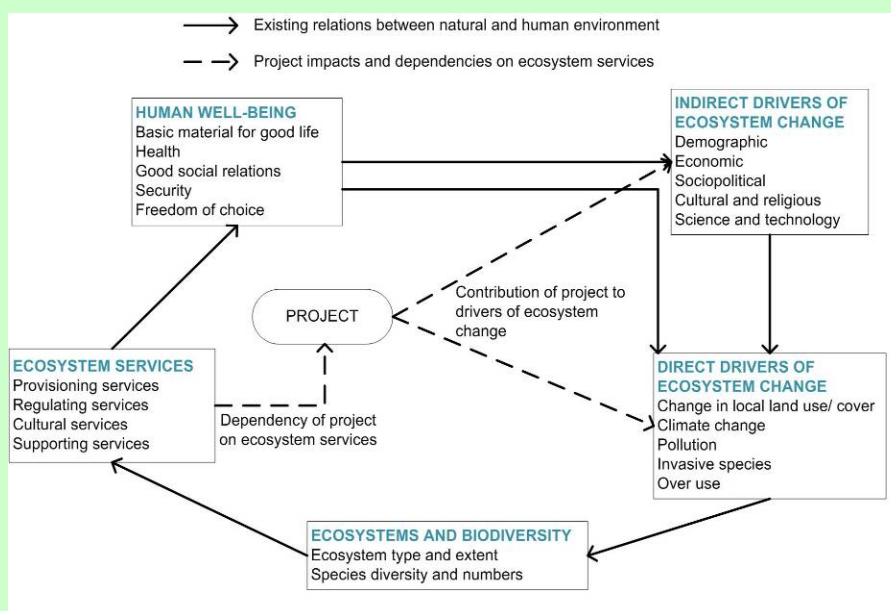 Existing relations between natural and human environment
Project impacts and dependencies on ecosystem services
HUMAN WELL-BEING
Basic material for good life
Health
Good social relations
Security
Freedom of choice
INDIRECT DRIVERS OF
ECOSYSTEM CHANGE
Demographic
Economic
Sociopolitical
Cultural and religious
Science and technology
PROJECT
Contribution of project to
drivers of ecosystem
change
ECOSYSTEM SERVICES
Provisioning services
Regulating services
Cultural services
Supporting services
Dependency of project
on ecosystem services
DIRECT DRIVERS OF
ECOSYSTEM CHANGE
Change in local land use/ cover
Climate change
Pollution
Invasive species
Over use
ECOSYSTEMS AND BIODIVERSITY
Ecosystem type and extent
Species diversity and numbers